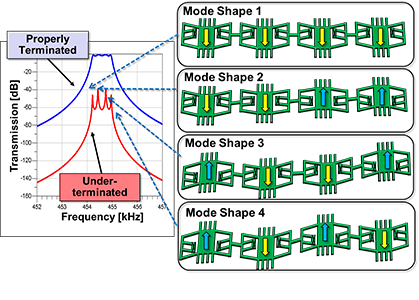 Properly
Terminated
Transmission [dB]
0
-20
-40
-60
-80
-100
-120
-140
-160
Under-
terminated
452
453
454
455
456
457
Frequency [kHz]
Mode Shape 1
Mode Shape 2
Mode Shape 3
Mode Shape 4